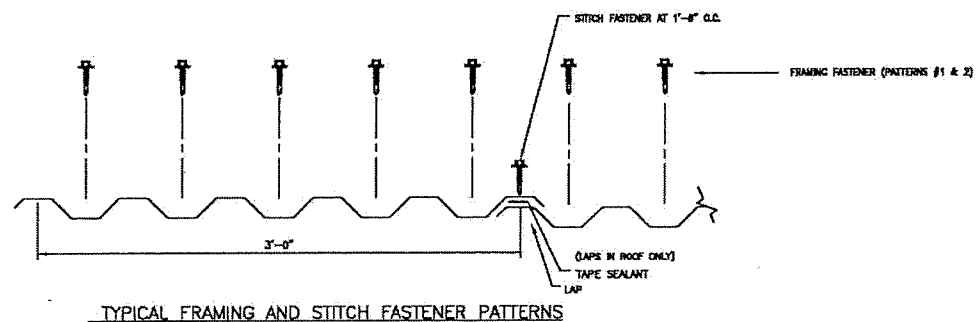 STITCH FASTENER AT 1'-8" O.C.
FRAMING FASTENER (PATTERNS #1 & 2)
3'-0"
(LAPS IN ROOF ONLY)
TAPE SEALANT
LAP
TYPICAL FRAMING AND STITCH FASTENER PATTERNS